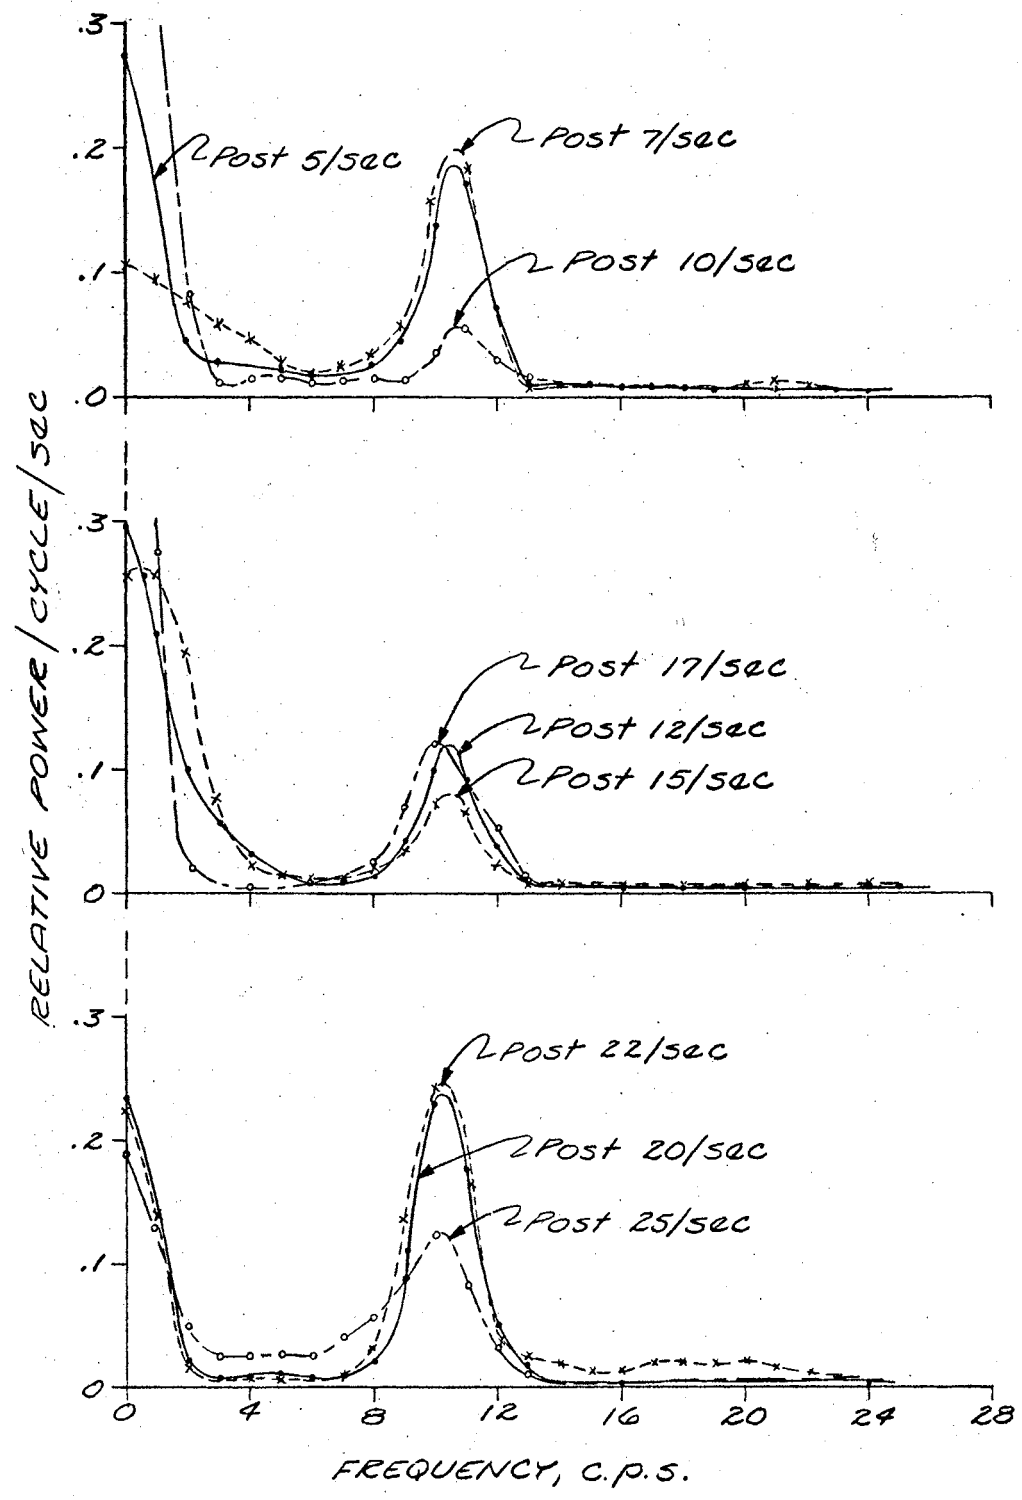 RELATIVE POWER/CYCLE/SEC
.3
.2
.1
.0
Post 5/sec
Post 7/sec
Post 10/sec
.3
.2
.1
0
Post 17/sec
Post 12/sec
Post 15/sec
.3
.2
.1
0
Post 22/sec
Post 20/sec
Post 25/sec
0 4 8 12 16 20 24 28
FREQUENCY, C.P.S.